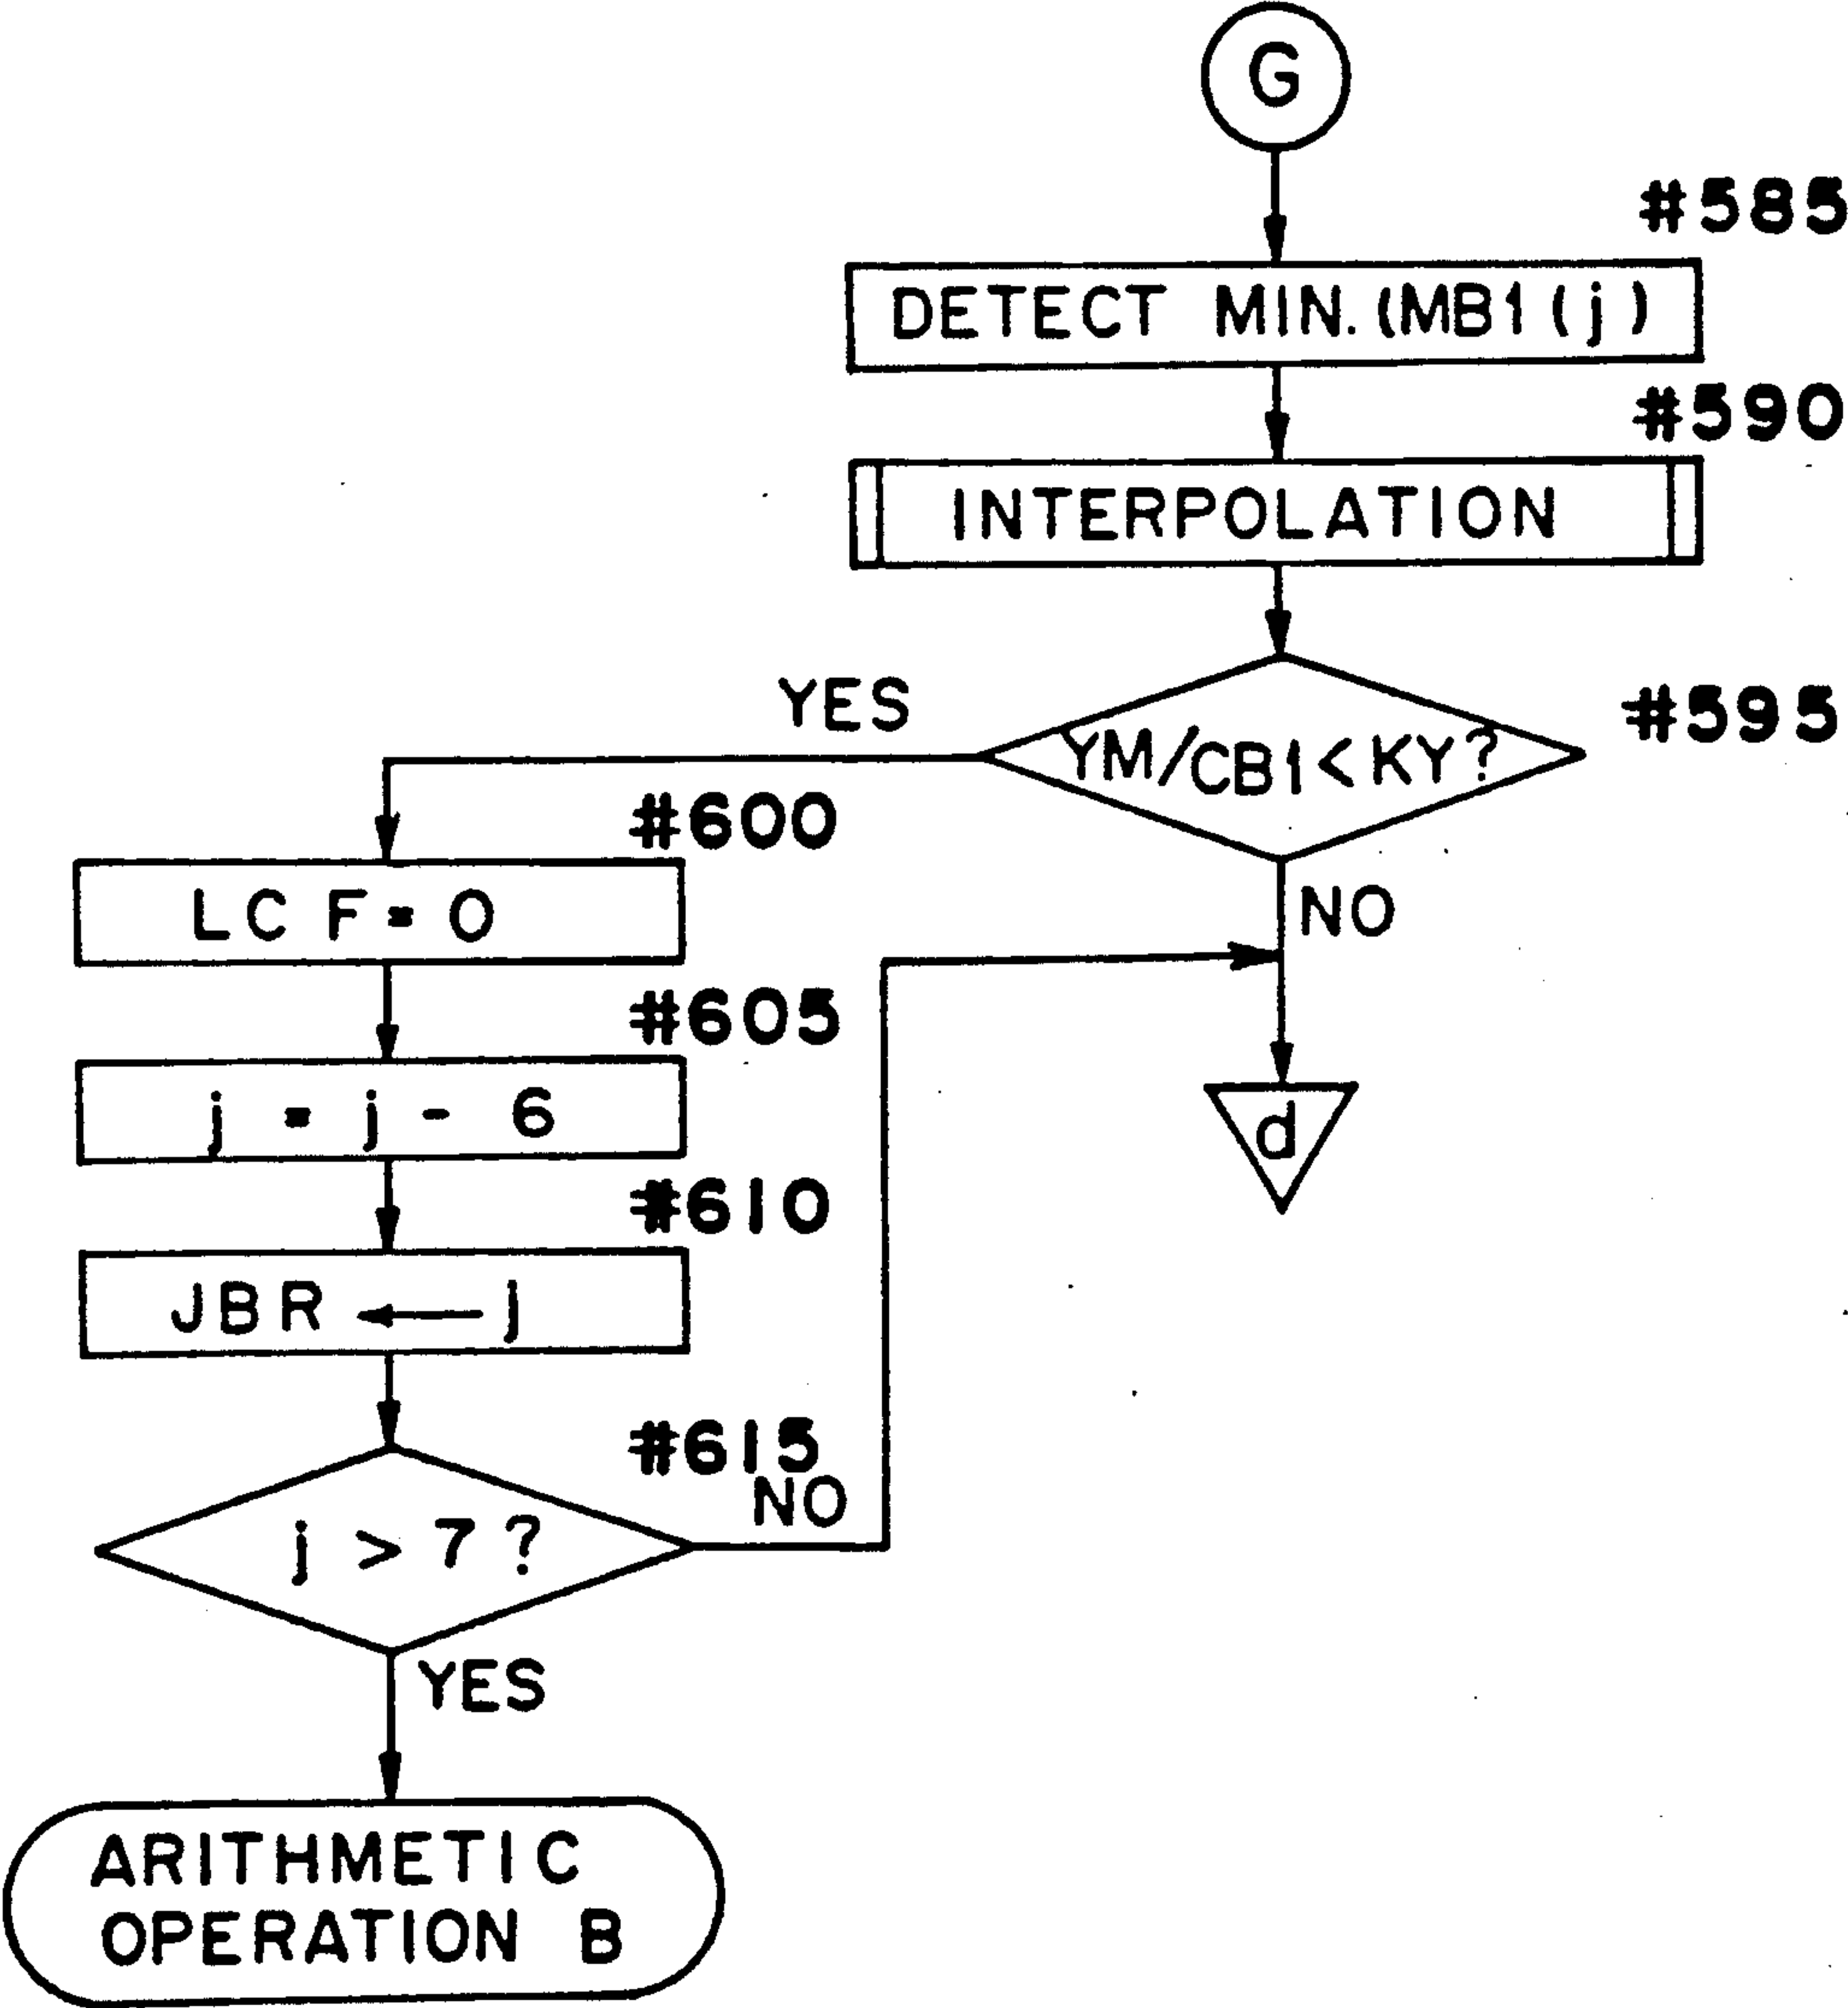 G
#585
DETECT MIN.(MB1(j)
#590
INTERPOLATION
#595
YM/CB1<KY?
YES
NO
#600
LCF=0
#605
j = j - 6
#610
JBR ← j
#615
j > 7?
NO
YES
d
ARITHMETIC
OPERATION B